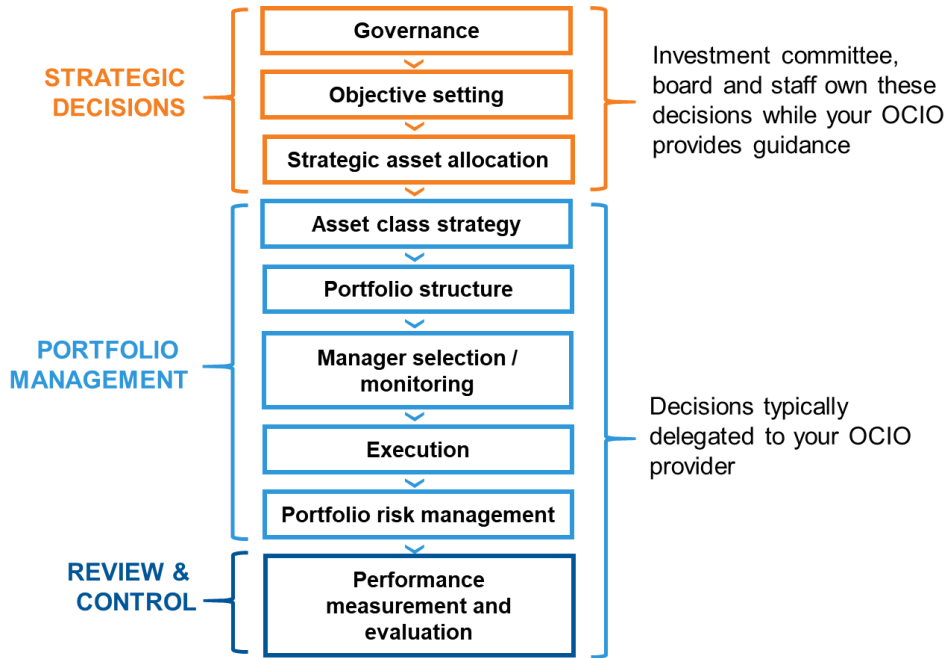 Governance
STRATEGIC
DECISIONS
Objective setting
Strategic asset allocation
Investment committee,
board and staff own these
decisions while your OCIO
provides guidance
Asset class strategy
Portfolio structure
PORTFOLIO
MANAGEMENT
Manager selection /
monitoring
Execution
Portfolio risk management
Decisions typically
delegated to your OCIO
provider
REVIEW &
CONTROL
Performance
measurement and
evaluation